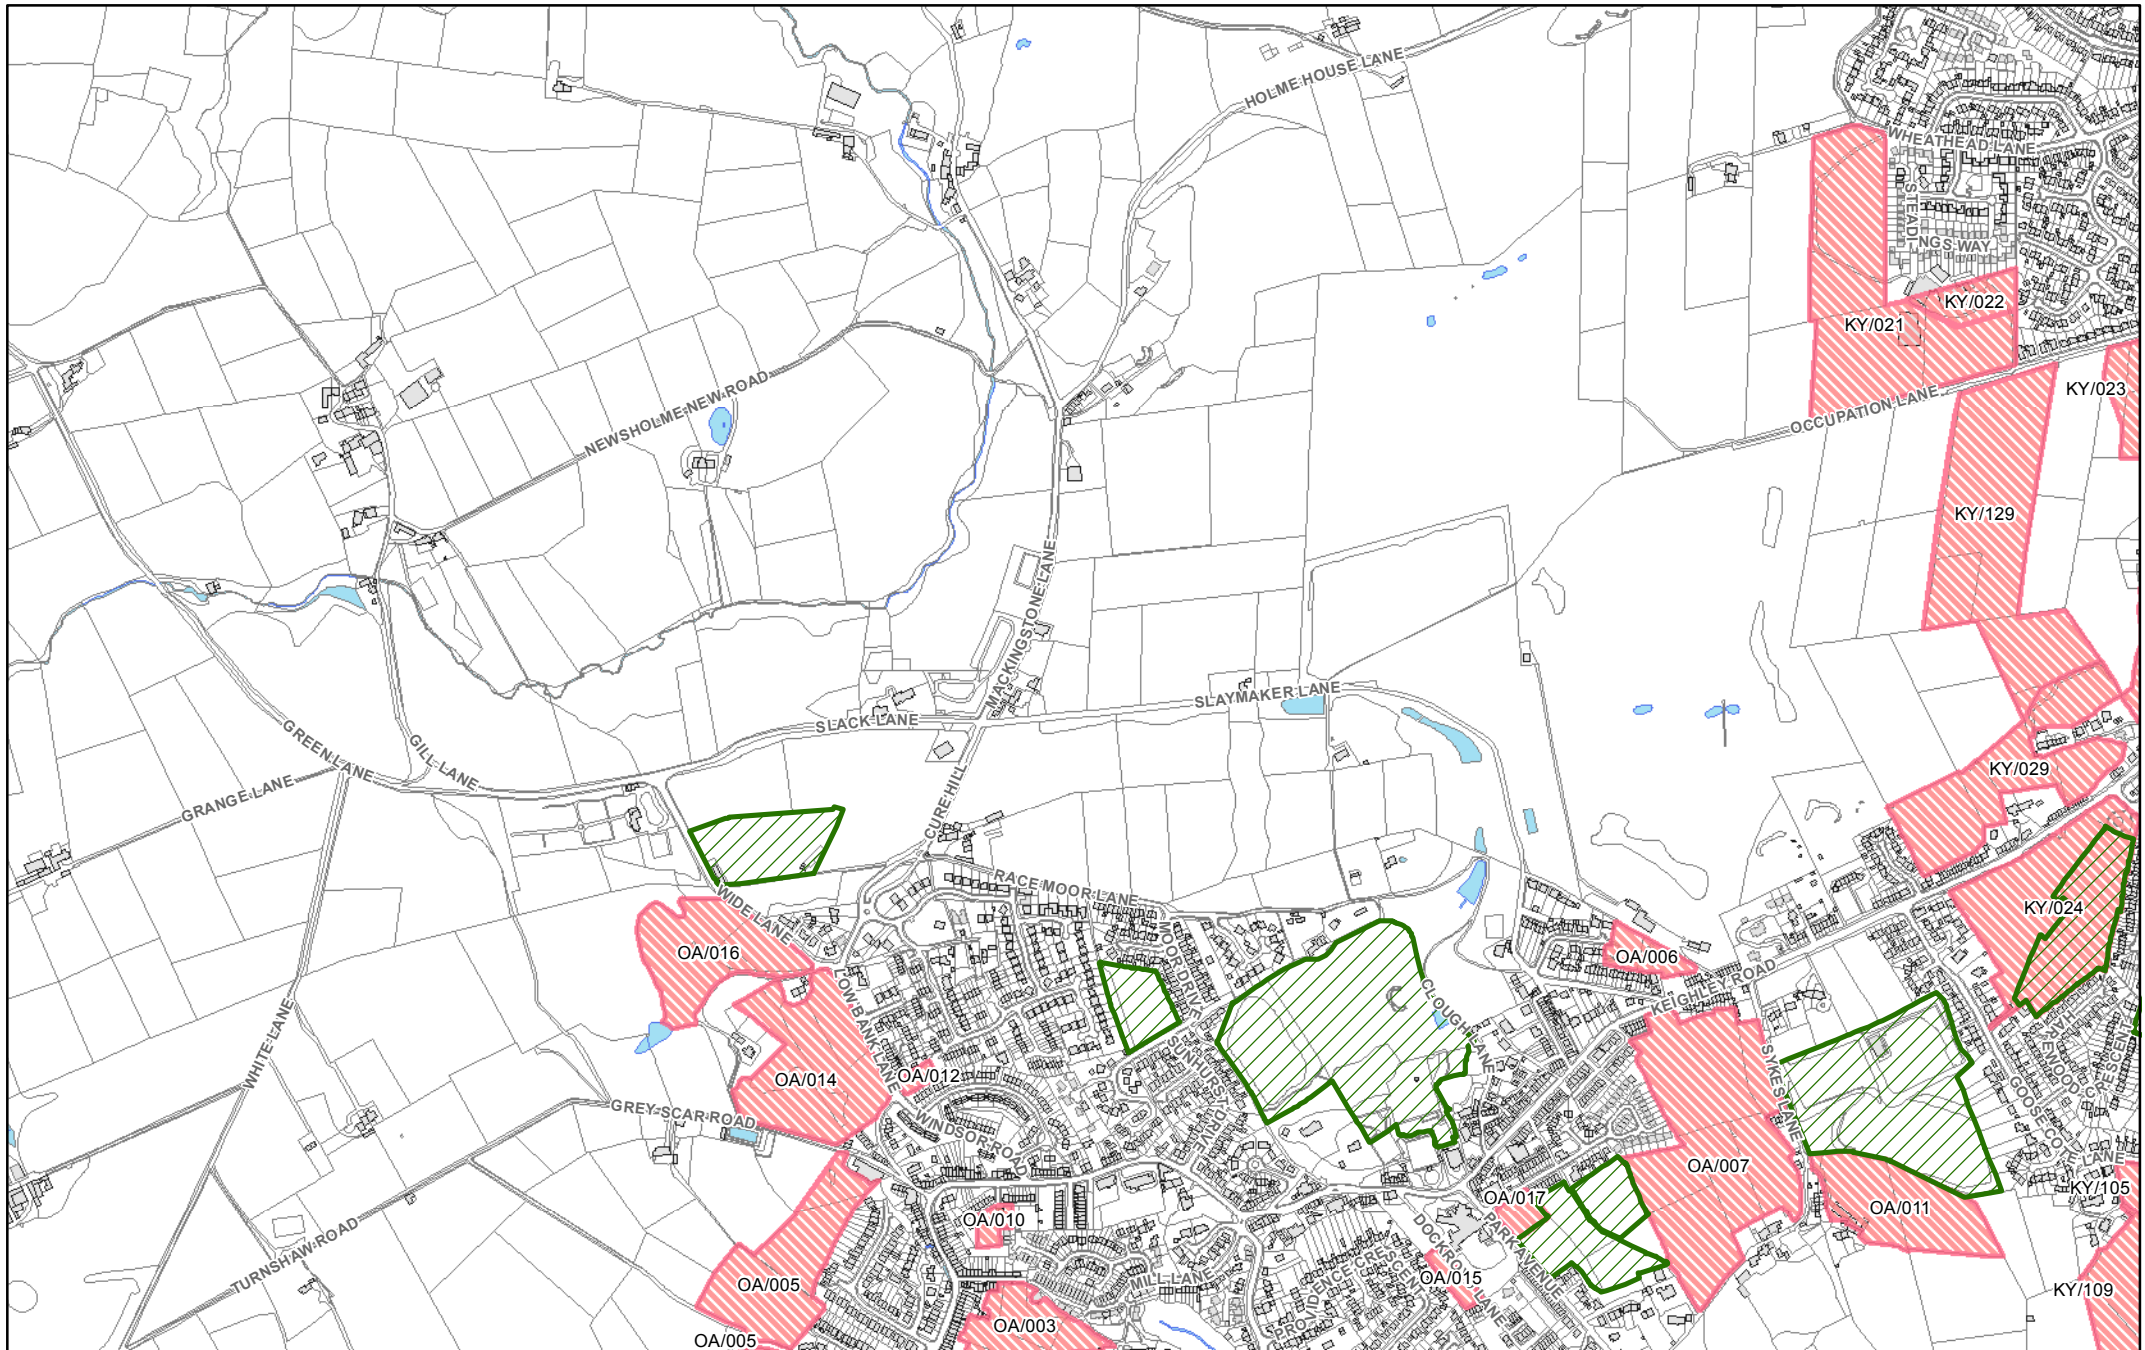 HOLME HOUSE LANE
WHEATHEAD LANE
STEADI
NGS WAY
KY/022
KY/021
KY/023
NEWSHOLME NEW ROAD
OCCUPATION LANE
KY/129
MACKINGSTONE LANE
SLAYMAKER LANE
SLACK LANE
GREEN LANE
GILL LANE
GRANGE LANE
KY/029
CURE HILL
RACE MOOR LANE
WIDE LANE
KY/024
OA/016
MOOR DRIVE
OA/006
KEIGHLEY ROAD
LOW BANK LANE
CLOUGH LANE
WHITE LANE
OA/012
OA/014
SUNHURST DRIVE
SYKES LANE
GOOSE COTE LANE
CRESCENT
GREY SCAR ROAD
WINDSOR ROAD
OA/007
KY/105
OA/017
OA/011
OA/010
DOCKROYD LANE
PARK AVENUE
TURNSHAW ROAD
OA/005
MILL LANE
PROVIDENCE CRE
SCENT
OA/015
KY/109
OA/003
OA/005